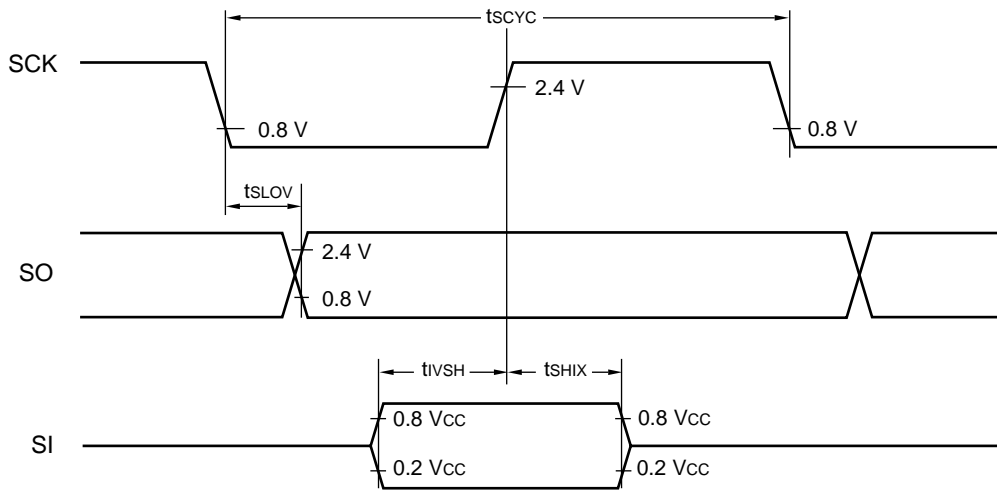 tSCYC
SCK
2.4 V
0.8 V
0.8 V
tSLOV
SO
2.4 V
0.8 V
tIVSH
tSHIX
SI
0.8 VCC
0.8 VCC
0.2 VCC
0.2 VCC